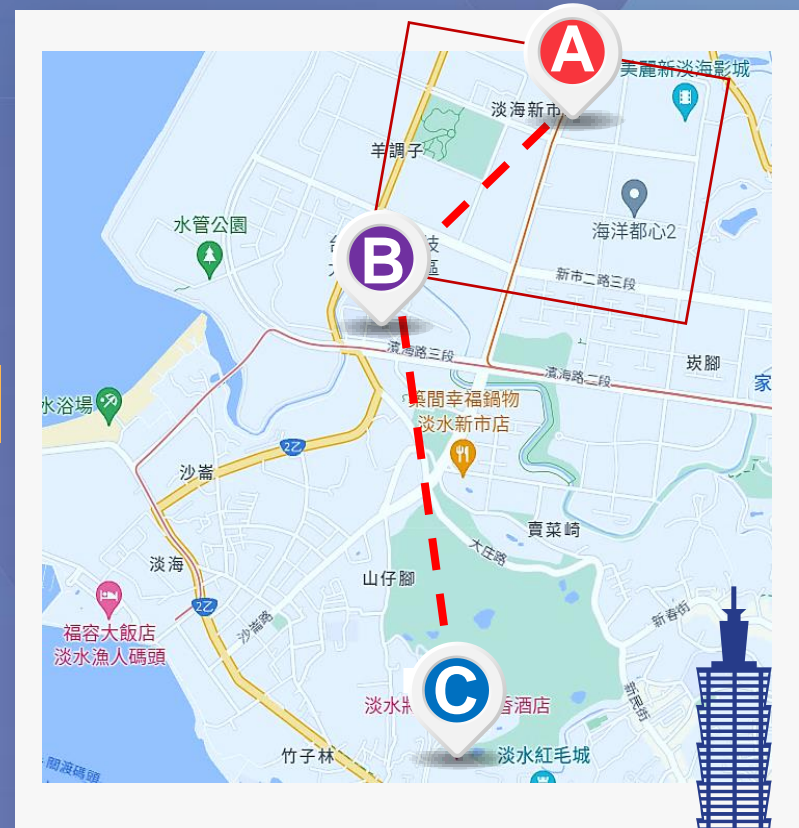 A
美麗新淡海影城
淡海新市
羊調子
水管公園
海洋都心2
B
新市二路三段
濱海路三段
濱海路二段
崁腳
家
水浴場
築間幸福鍋物
淡水新市店
2乙
沙崙
賣菜崎
大庄路
淡海
山仔腳
2乙
沙崙路
新春街
福容大飯店
淡水漁人碼頭
新民街
C
淡水
香酒店
竹子林
淡水紅毛城
關渡碼頭